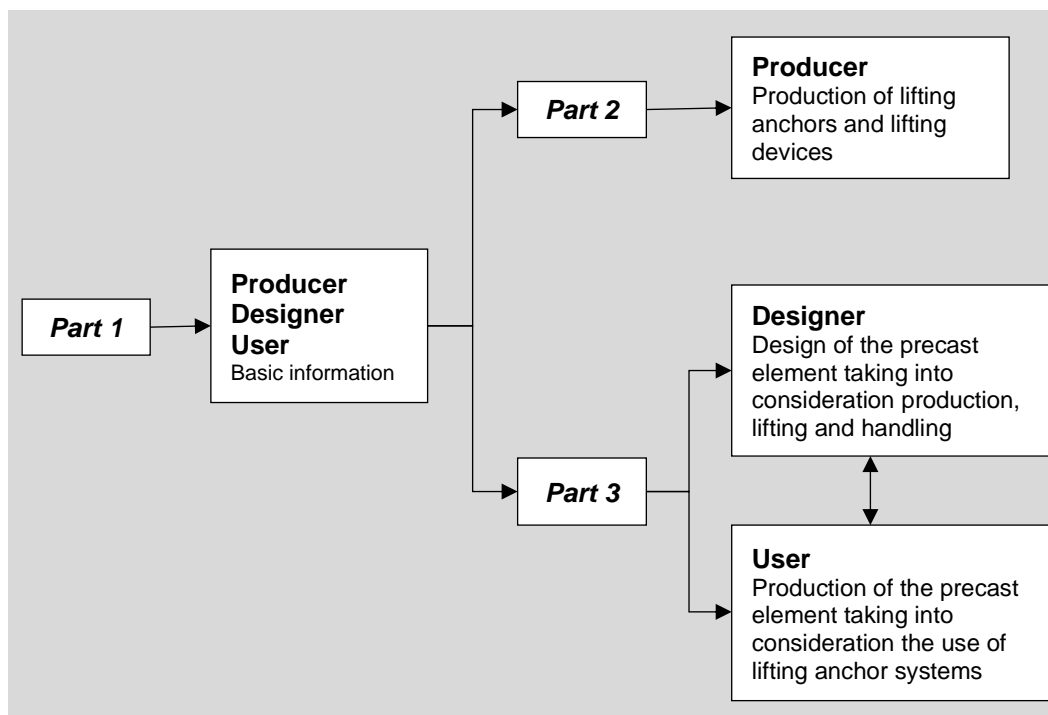 Part 1
Producer
Designer
User
Basic information
Part 2
Producer
Production of lifting
anchors and lifting
devices
Part 3
Designer
Design of the precast
element taking into
consideration production,
lifting and handling
User
Production of the precast
element taking into
consideration the use of
lifting anchor systems